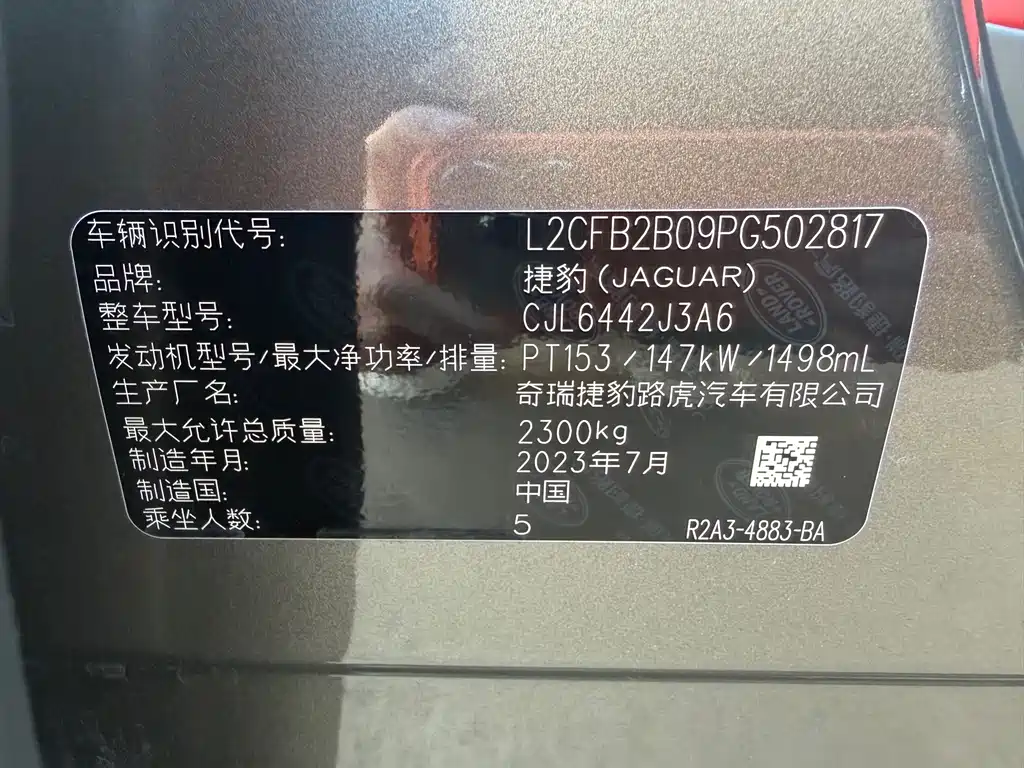 车辆识别代号: L2CFB2B09PG502817
品牌: 捷豹(JAGUAR)
整车型号: CJL6442J3A6
发动机型号/最大净功率/排量: PT153/147kW/1498mL
生产厂名: 奇瑞捷豹路虎汽车有限公司
最大允许总质量: 2300kg
制造年月: 2023年7月
制造国: 中国
乘坐人数: 5
R2A3-4883-BA
LAND ROVER